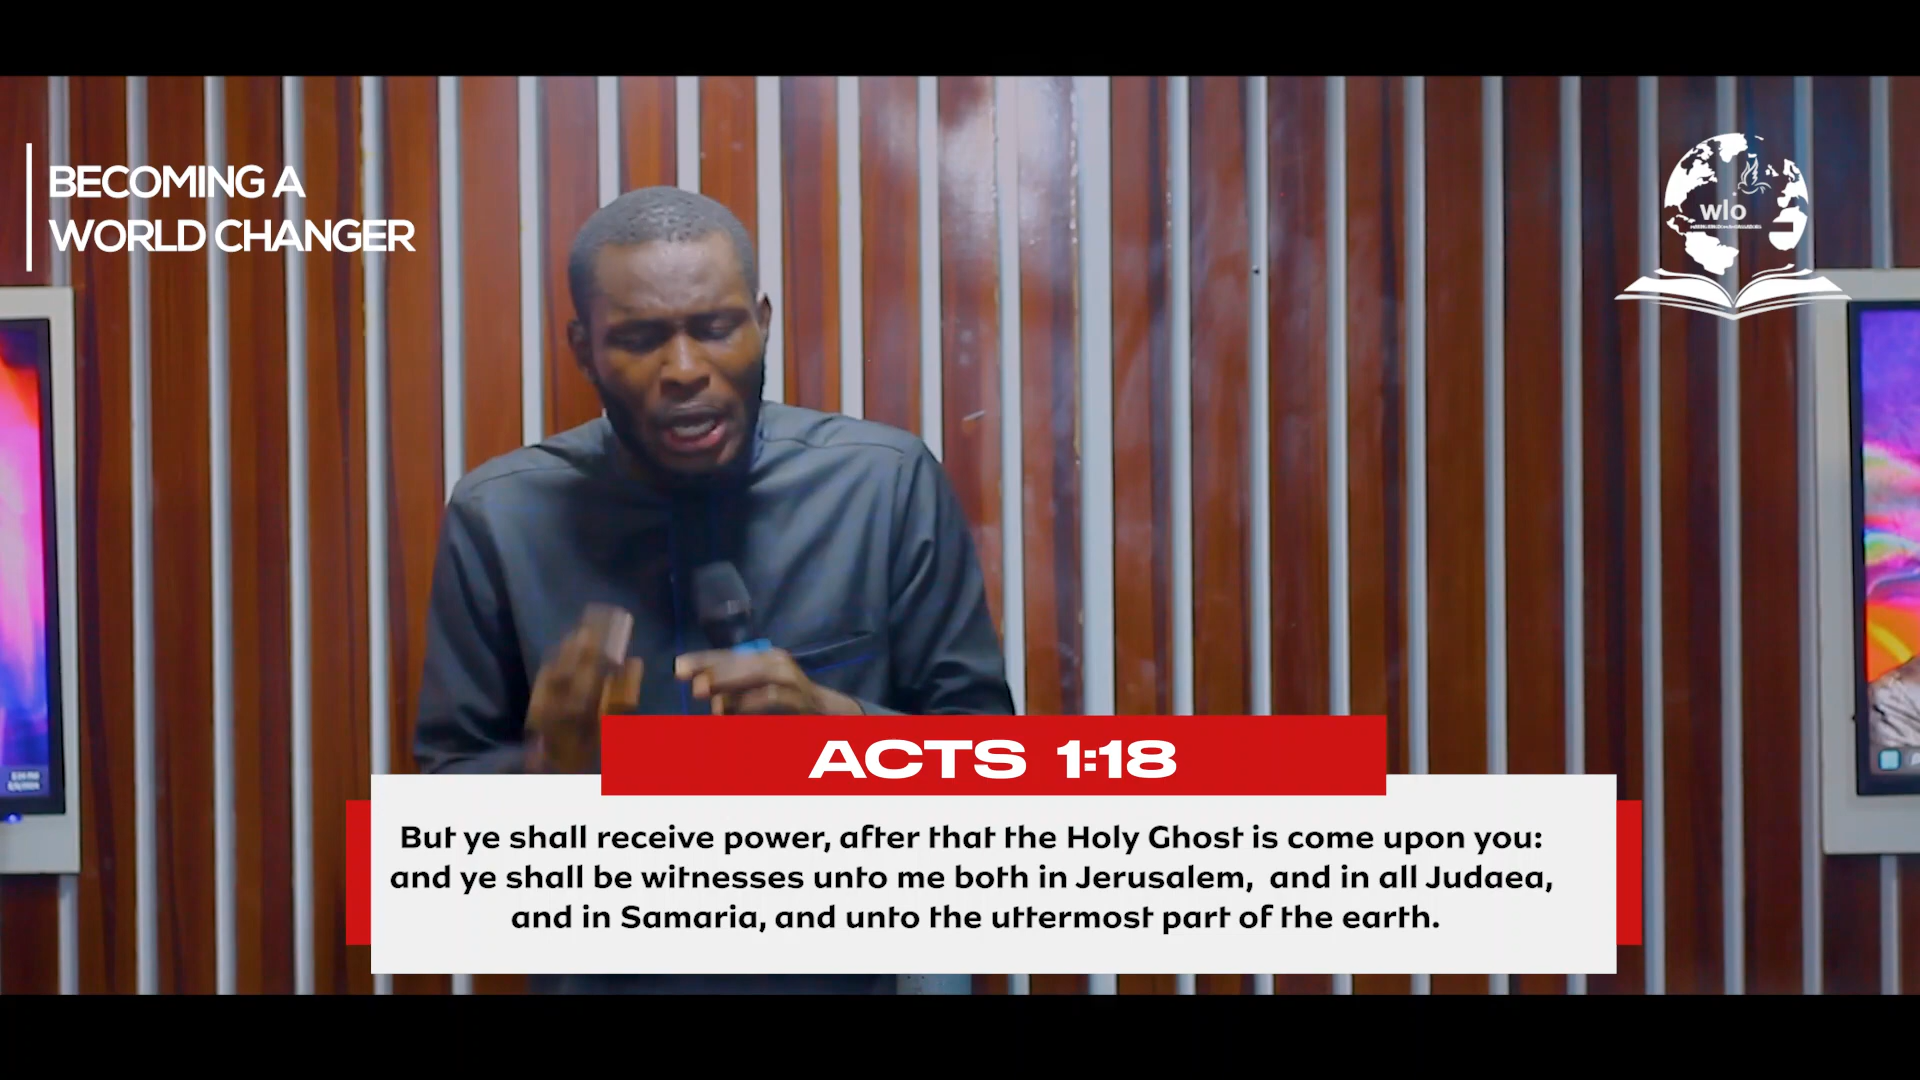 BECOMING A
WORLD CHANGER
wlo
ACTS 1:18
But ye shall receive power, after that the Holy Ghost is come upon you:
and ye shall be witnesses unto me both in Jerusalem, and in all Judaea,
and in Samaria, and unto the uttermost part of the earth.